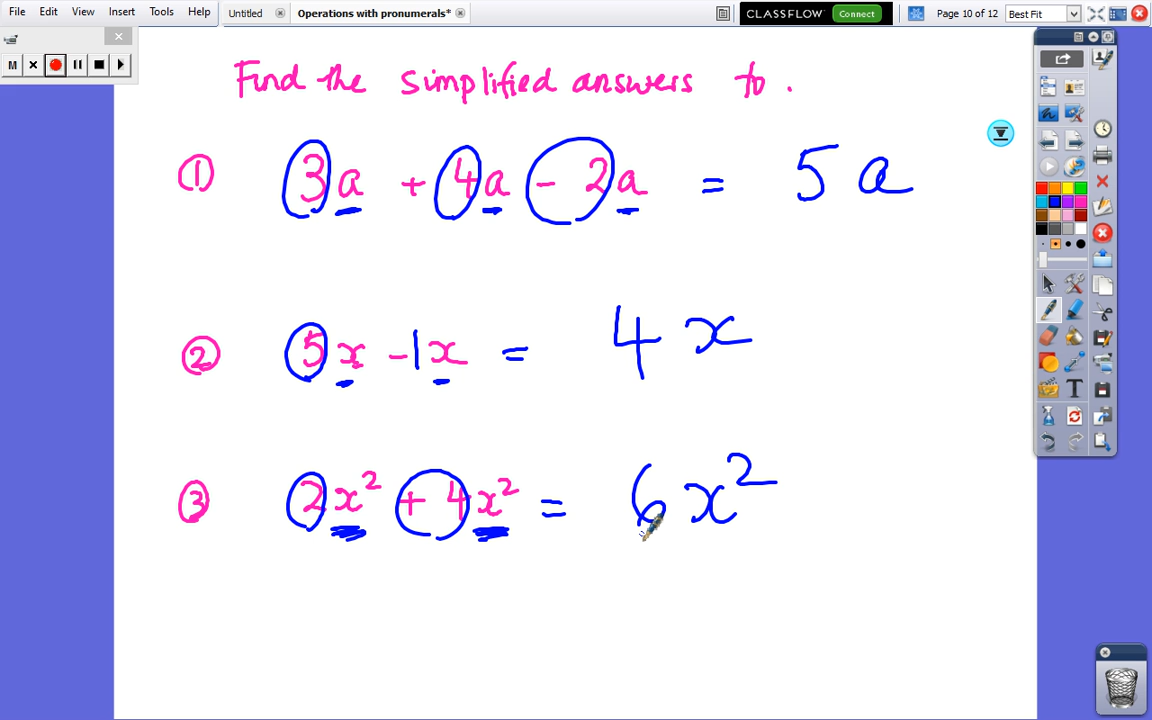 File Edit View Insert Tools Help Untitled Operations with pronumerals* CLASSFLOW Connect Page 10 of 12 Best Fit
M
Find the simplified answers to.
① 3a + 4a - 2a = 5a
② 5x - 1x = 4x
③ 2x² + 4x² = 6x²
T